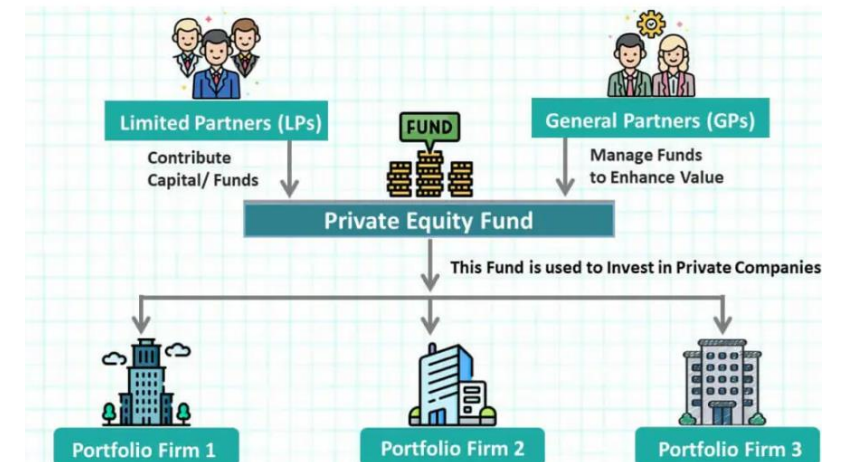 Limited Partners (LPs)
General Partners (GPs)
FUND
Contribute
Capital/ Funds
Manage Funds
to Enhance Value
Private Equity Fund
This Fund is used to Invest in Private Companies
Portfolio Firm 1
Portfolio Firm 2
Portfolio Firm 3